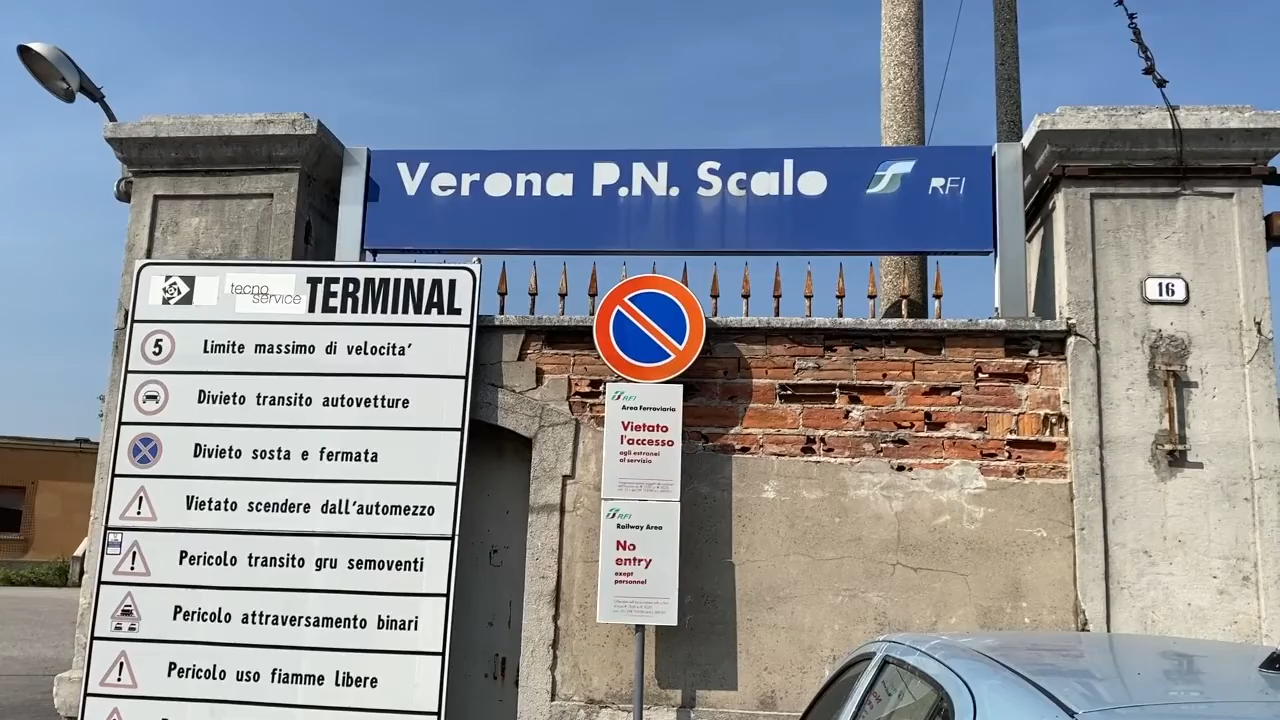 Verona P.N. Scalo
RFI
tecno
service
TERMINAL
5
Limite massimo di velocita'
Divieto transito autovetture
Divieto sosta e fermata
Vietato scendere dall'automezzo
Pericolo transito gru semoventi
Pericolo attraversamento binari
Pericolo uso fiamme libere
RFI
Area Ferroviaria
Vietato
l'accesso
agli estranei
al servizio
RFI
Railway Area
No
entry
exept
personnel
16